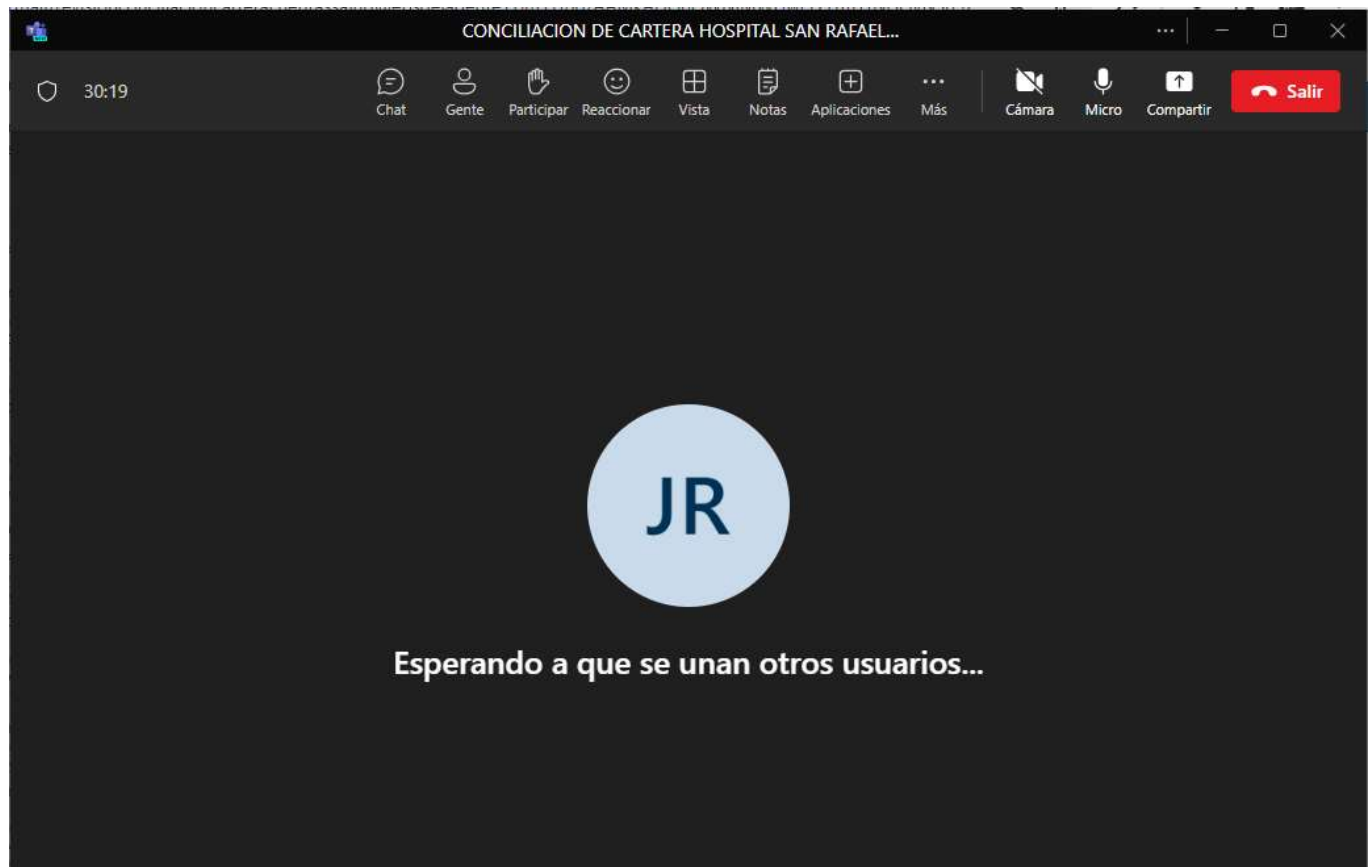 CONCILIACION DE CARTERA HOSPITAL SAN RAFAEL...
30:19
Chat
Gente
Participar
Reaccionar
Vista
Notas
Aplicaciones
Más
Cámara
Micro
Compartir
Salir
JR
Esperando a que se unan otros usuarios...